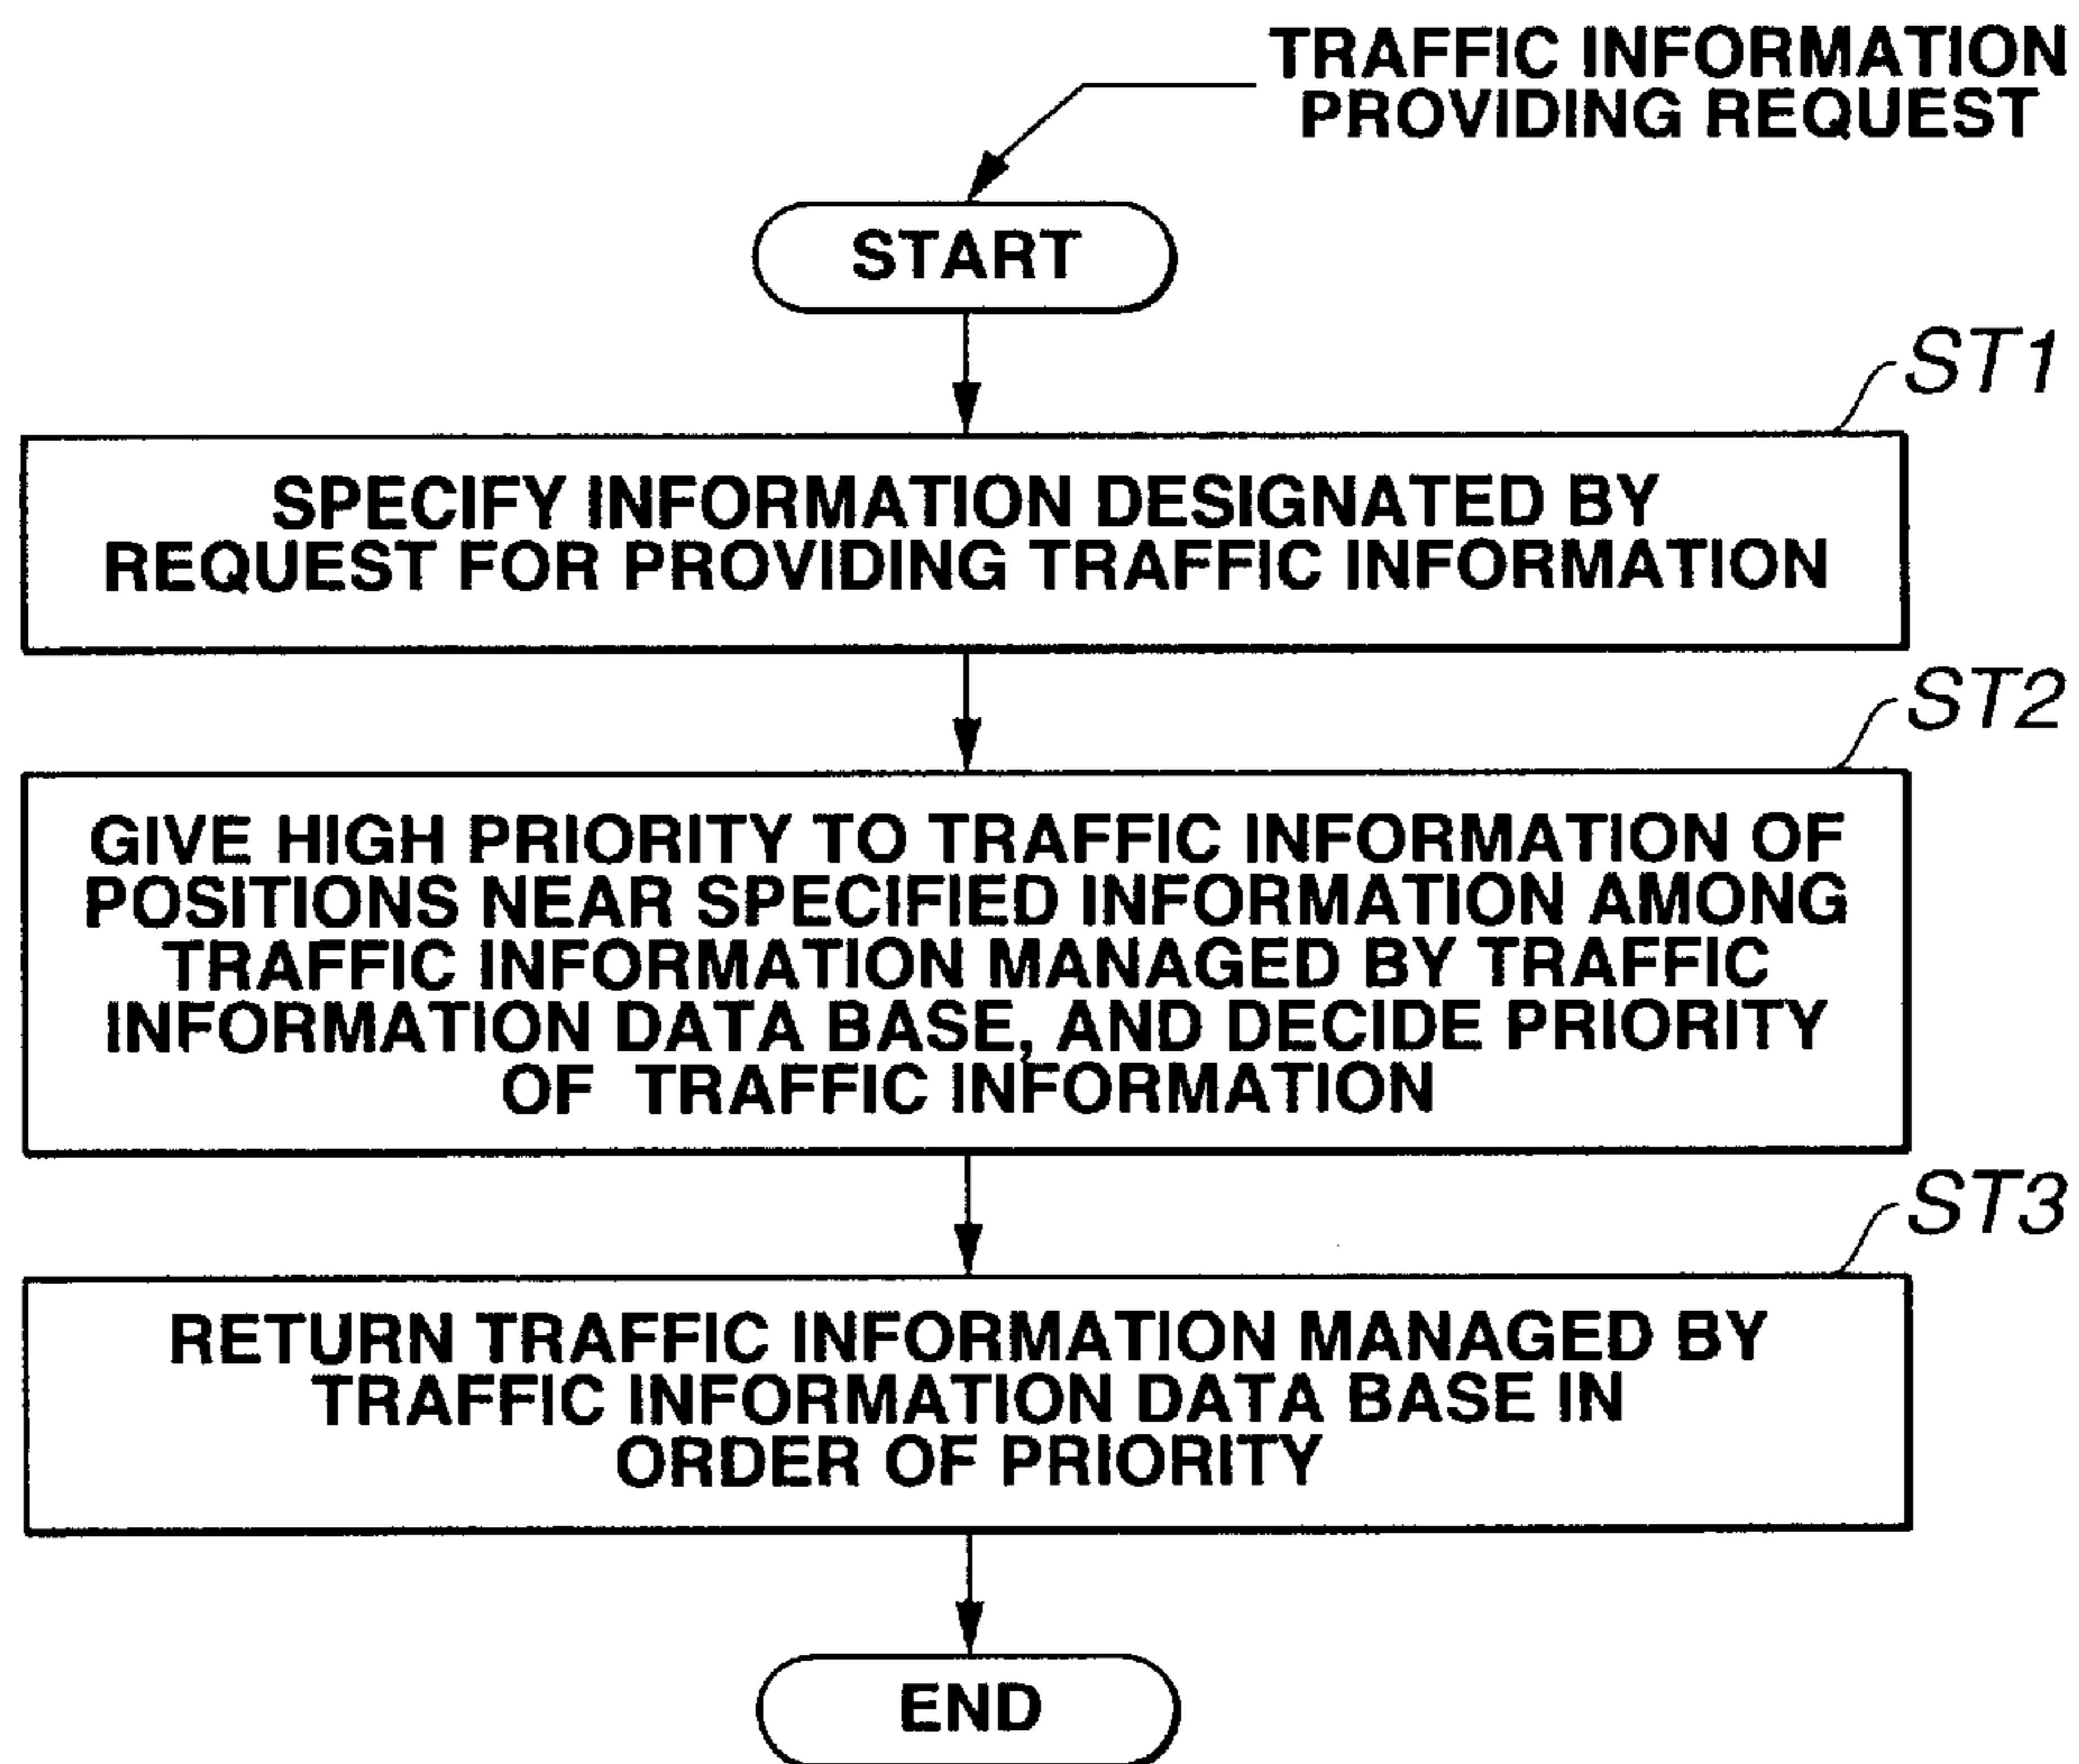 TRAFFIC INFORMATION
PROVIDING REQUEST
START
ST1
SPECIFY INFORMATION DESIGNATED BY
REQUEST FOR PROVIDING TRAFFIC INFORMATION
ST2
GIVE HIGH PRIORITY TO TRAFFIC INFORMATION OF
POSITIONS NEAR SPECIFIED INFORMATION AMONG
TRAFFIC INFORMATION MANAGED BY TRAFFIC
INFORMATION DATA BASE, AND DECIDE PRIORITY
OF TRAFFIC INFORMATION
ST3
RETURN TRAFFIC INFORMATION MANAGED BY
TRAFFIC INFORMATION DATA BASE IN
ORDER OF PRIORITY
END